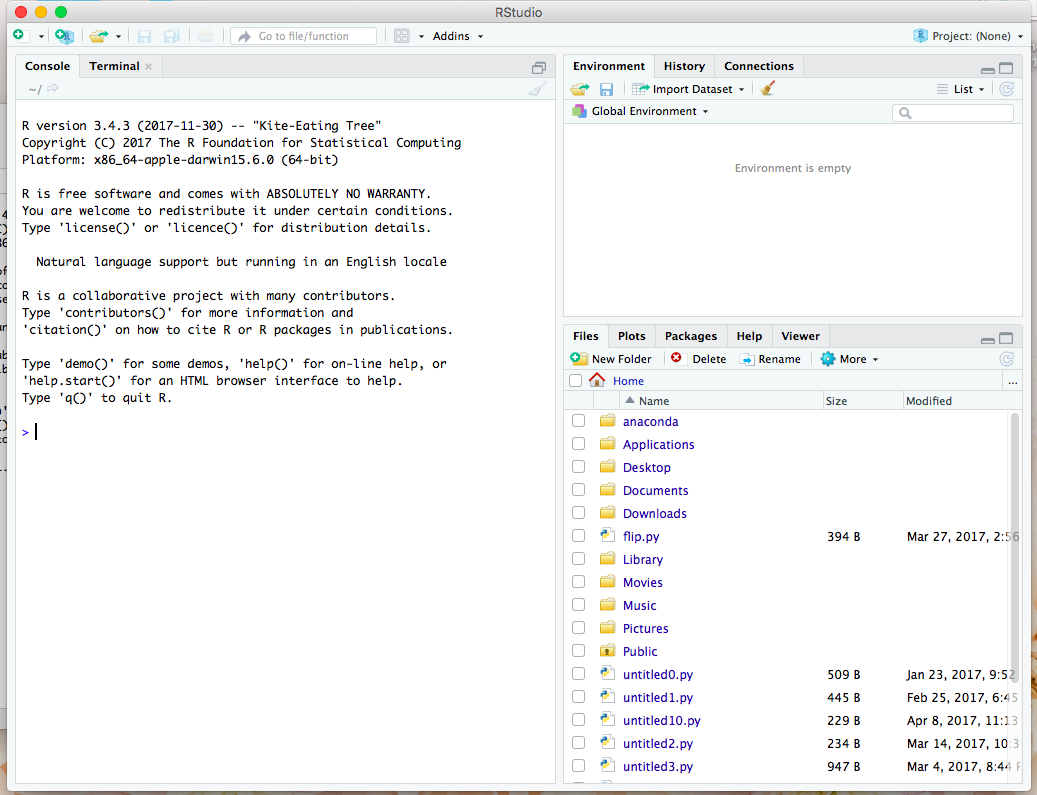 RStudio
Go to file/function
Addins
Project: (None)
Console
Terminal
~/
R version 3.4.3 (2017-11-30) -- "Kite-Eating Tree"
Copyright (C) 2017 The R Foundation for Statistical Computing
Platform: x86_64-apple-darwin15.6.0 (64-bit)
R is free software and comes with ABSOLUTELY NO WARRANTY.
You are welcome to redistribute it under certain conditions.
Type 'license()' or 'licence()' for distribution details.
Natural language support but running in an English locale
R is a collaborative project with many contributors.
Type 'contributors()' for more information and
'citation()' on how to cite R or R packages in publications.
Type 'demo()' for some demos, 'help()' for on-line help, or
'help.start()' for an HTML browser interface to help.
Type 'q()' to quit R.
>
Environment History Connections
Import Dataset List
Global Environment
Environment is empty
Files Plots Packages Help Viewer
New Folder Delete Rename More
Home ...
Name Size Modified
anaconda
Applications
Desktop
Documents
Downloads
flip.py 394 B Mar 27, 2017, 2:56
Library
Movies
Music
Pictures
Public
untitled0.py 509 B Jan 23, 2017, 9:52
untitled1.py 445 B Feb 25, 2017, 6:45
untitled10.py 229 B Apr 8, 2017, 11:13
untitled2.py 234 B Mar 14, 2017, 10:3
untitled3.py 947 B Mar 4, 2017, 8:44